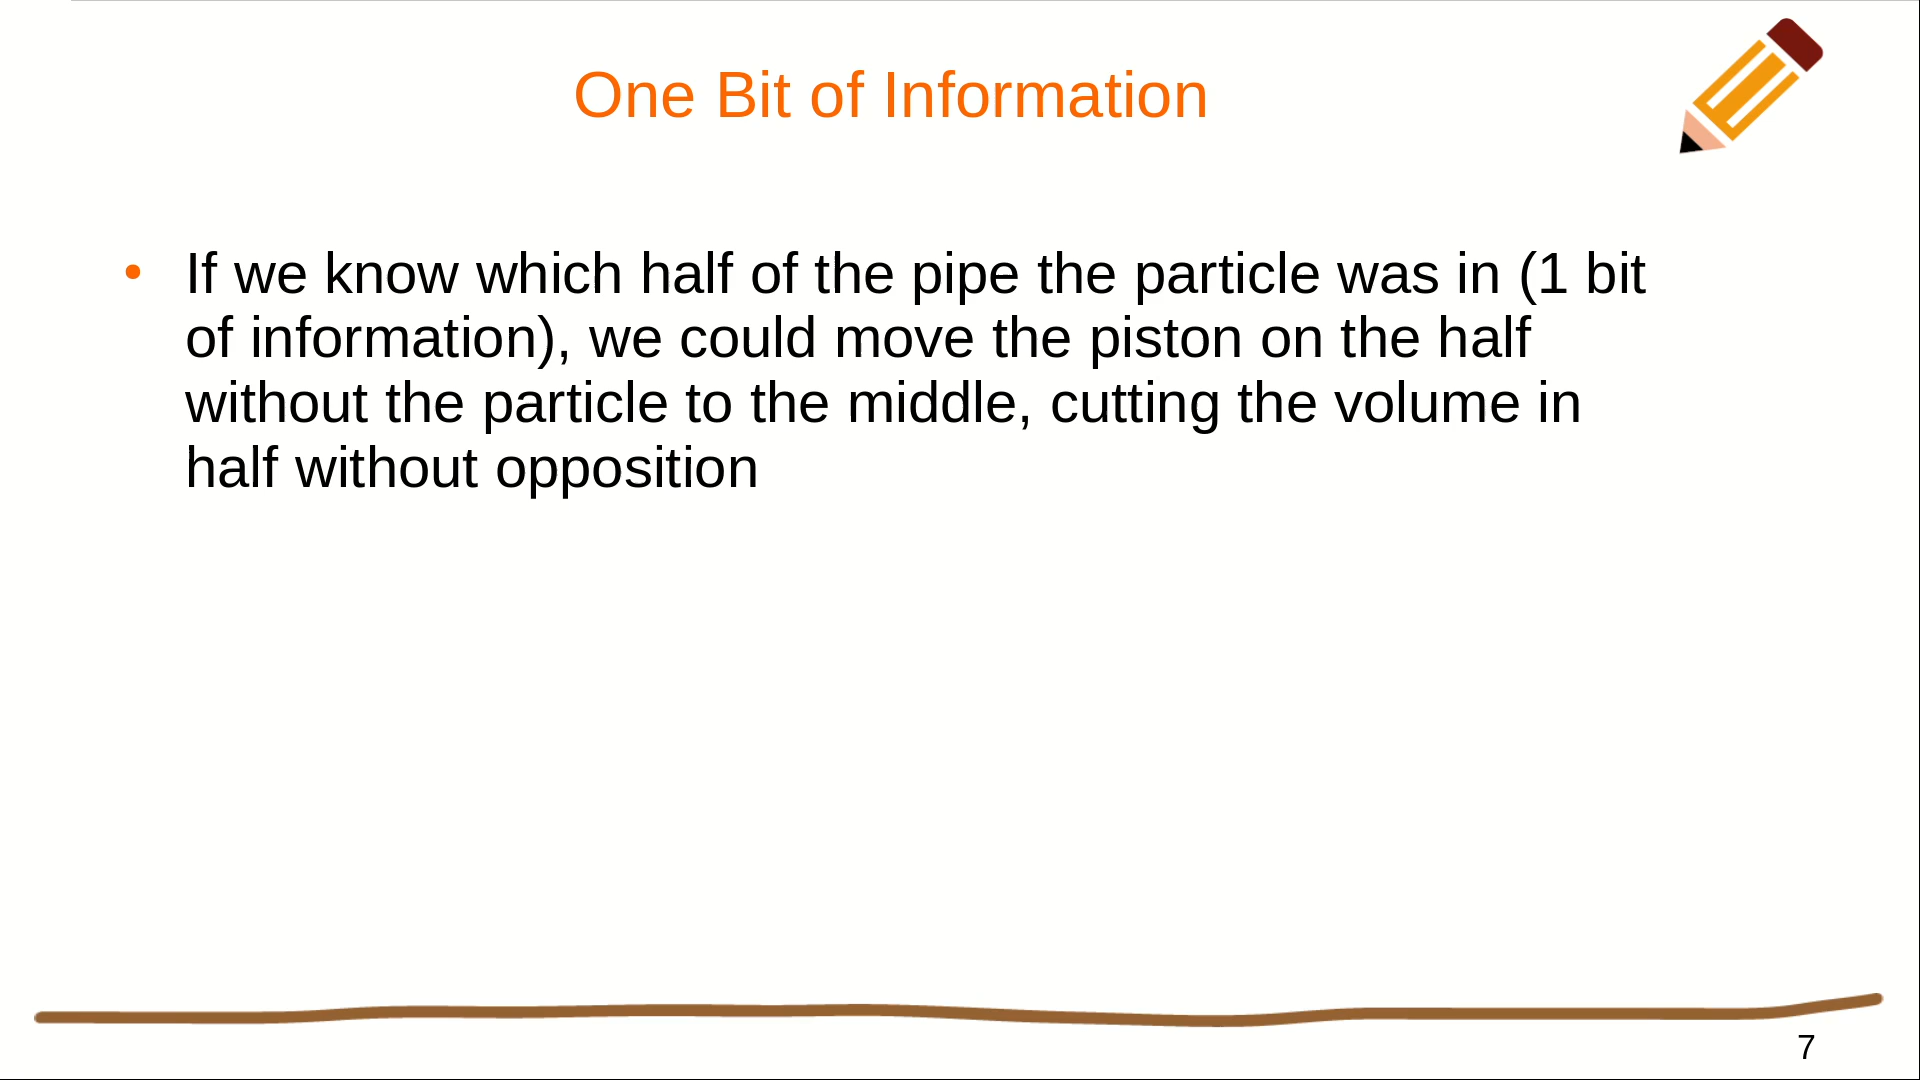 One Bit of Information
• If we know which half of the pipe the particle was in (1 bit
of information), we could move the piston on the half
without the particle to the middle, cutting the volume in
half without opposition
7